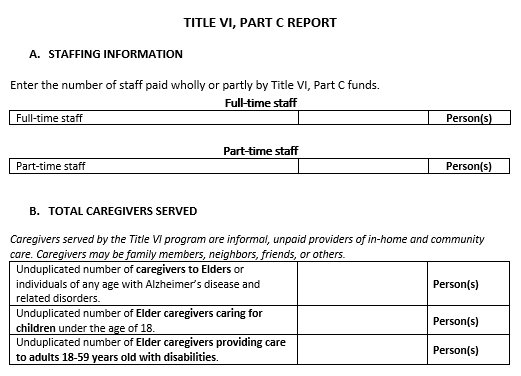 TITLE VI, PART C REPORT
A. STAFFING INFORMATION
Enter the number of staff paid wholly or partly by Title VI, Part C funds.
Full-time staff
Full-time staff Person(s)
Part-time staff
Part-time staff Person(s)
B. TOTAL CAREGIVERS SERVED
Caregivers served by the Title VI program are informal, unpaid providers of in-home and community
care. Caregivers may be family members, neighbors, friends, or others.
Unduplicated number of caregivers to Elders or
individuals of any age with Alzheimer's disease and
related disorders.
Person(s)
Unduplicated number of Elder caregivers caring for
children under the age of 18.
Person(s)
Unduplicated number of Elder caregivers providing care
to adults 18-59 years old with disabilities.
Person(s)